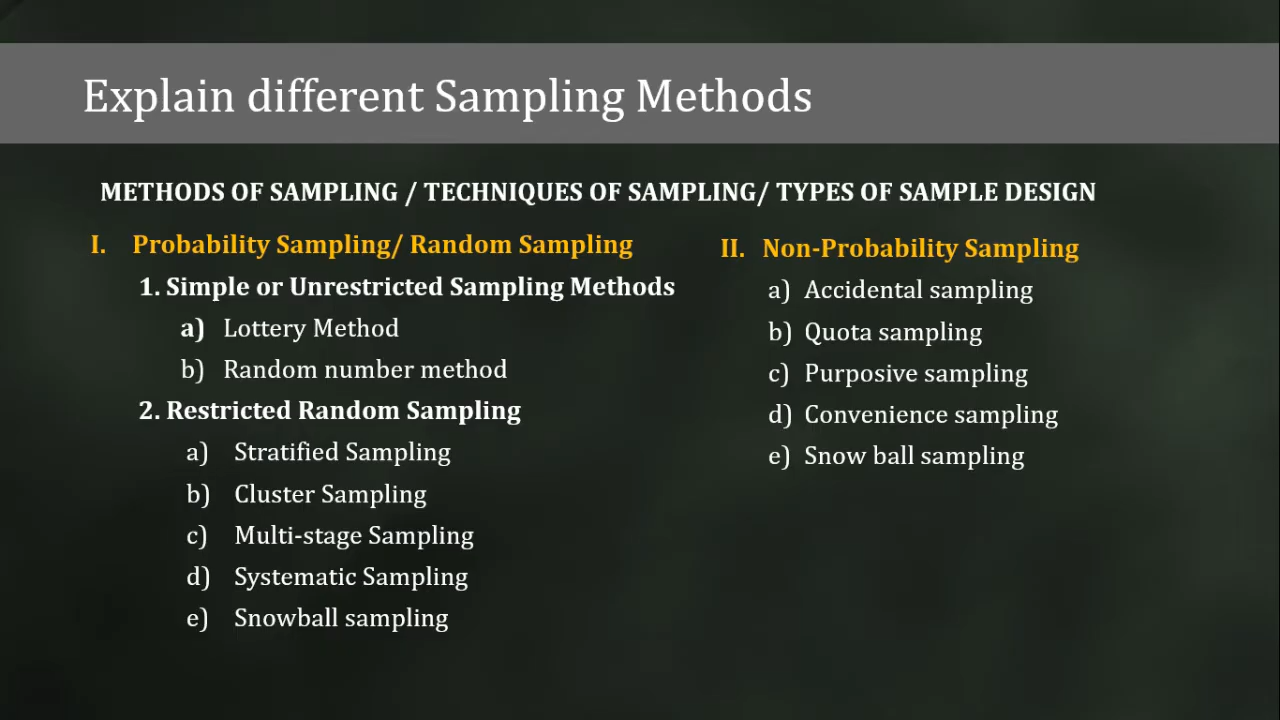 Explain different Sampling Methods
METHODS OF SAMPLING / TECHNIQUES OF SAMPLING/ TYPES OF SAMPLE DESIGN
I. Probability Sampling/ Random Sampling
1. Simple or Unrestricted Sampling Methods
a) Lottery Method
b) Random number method
2. Restricted Random Sampling
a) Stratified Sampling
b) Cluster Sampling
c) Multi-stage Sampling
d) Systematic Sampling
e) Snowball sampling
II. Non-Probability Sampling
a) Accidental sampling
b) Quota sampling
c) Purposive sampling
d) Convenience sampling
e) Snow ball sampling